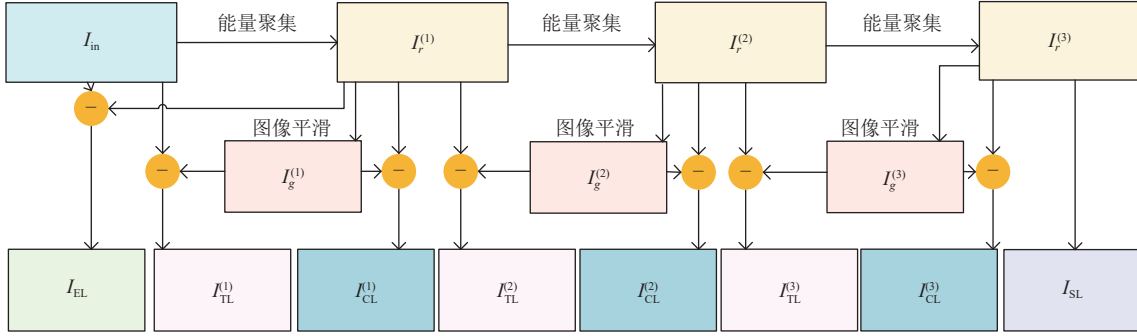 I_in 能量聚集 I_r^(1) 能量聚集 I_r^(2) 能量聚集 I_r^(3)
−
图像平滑 图像平滑 图像平滑
− I_g^(1) − − I_g^(2) − − I_g^(3) −
I_EL I_TL^(1) I_CL^(1) I_TL^(2) I_CL^(2) I_TL^(3) I_CL^(3) I_SL